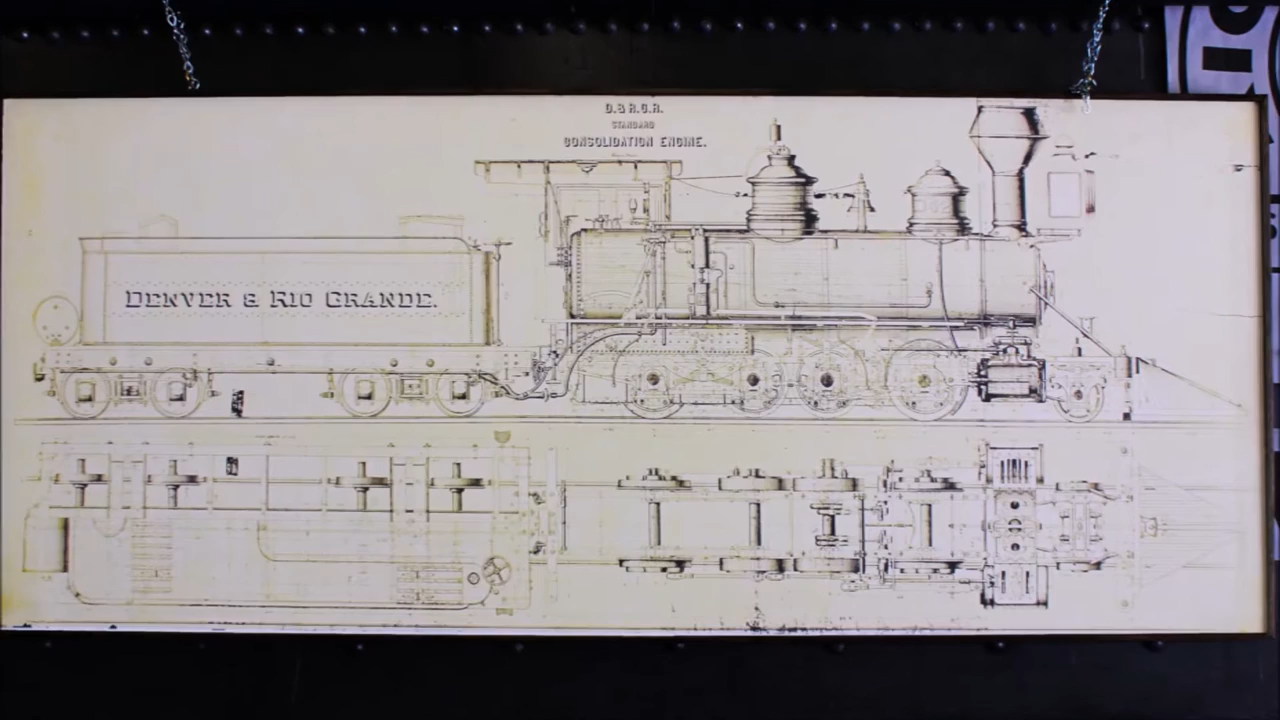 D. & R. G. R.
STANDARD
CONSOLIDATION ENGINE.
DENVER & RIO GRANDE.